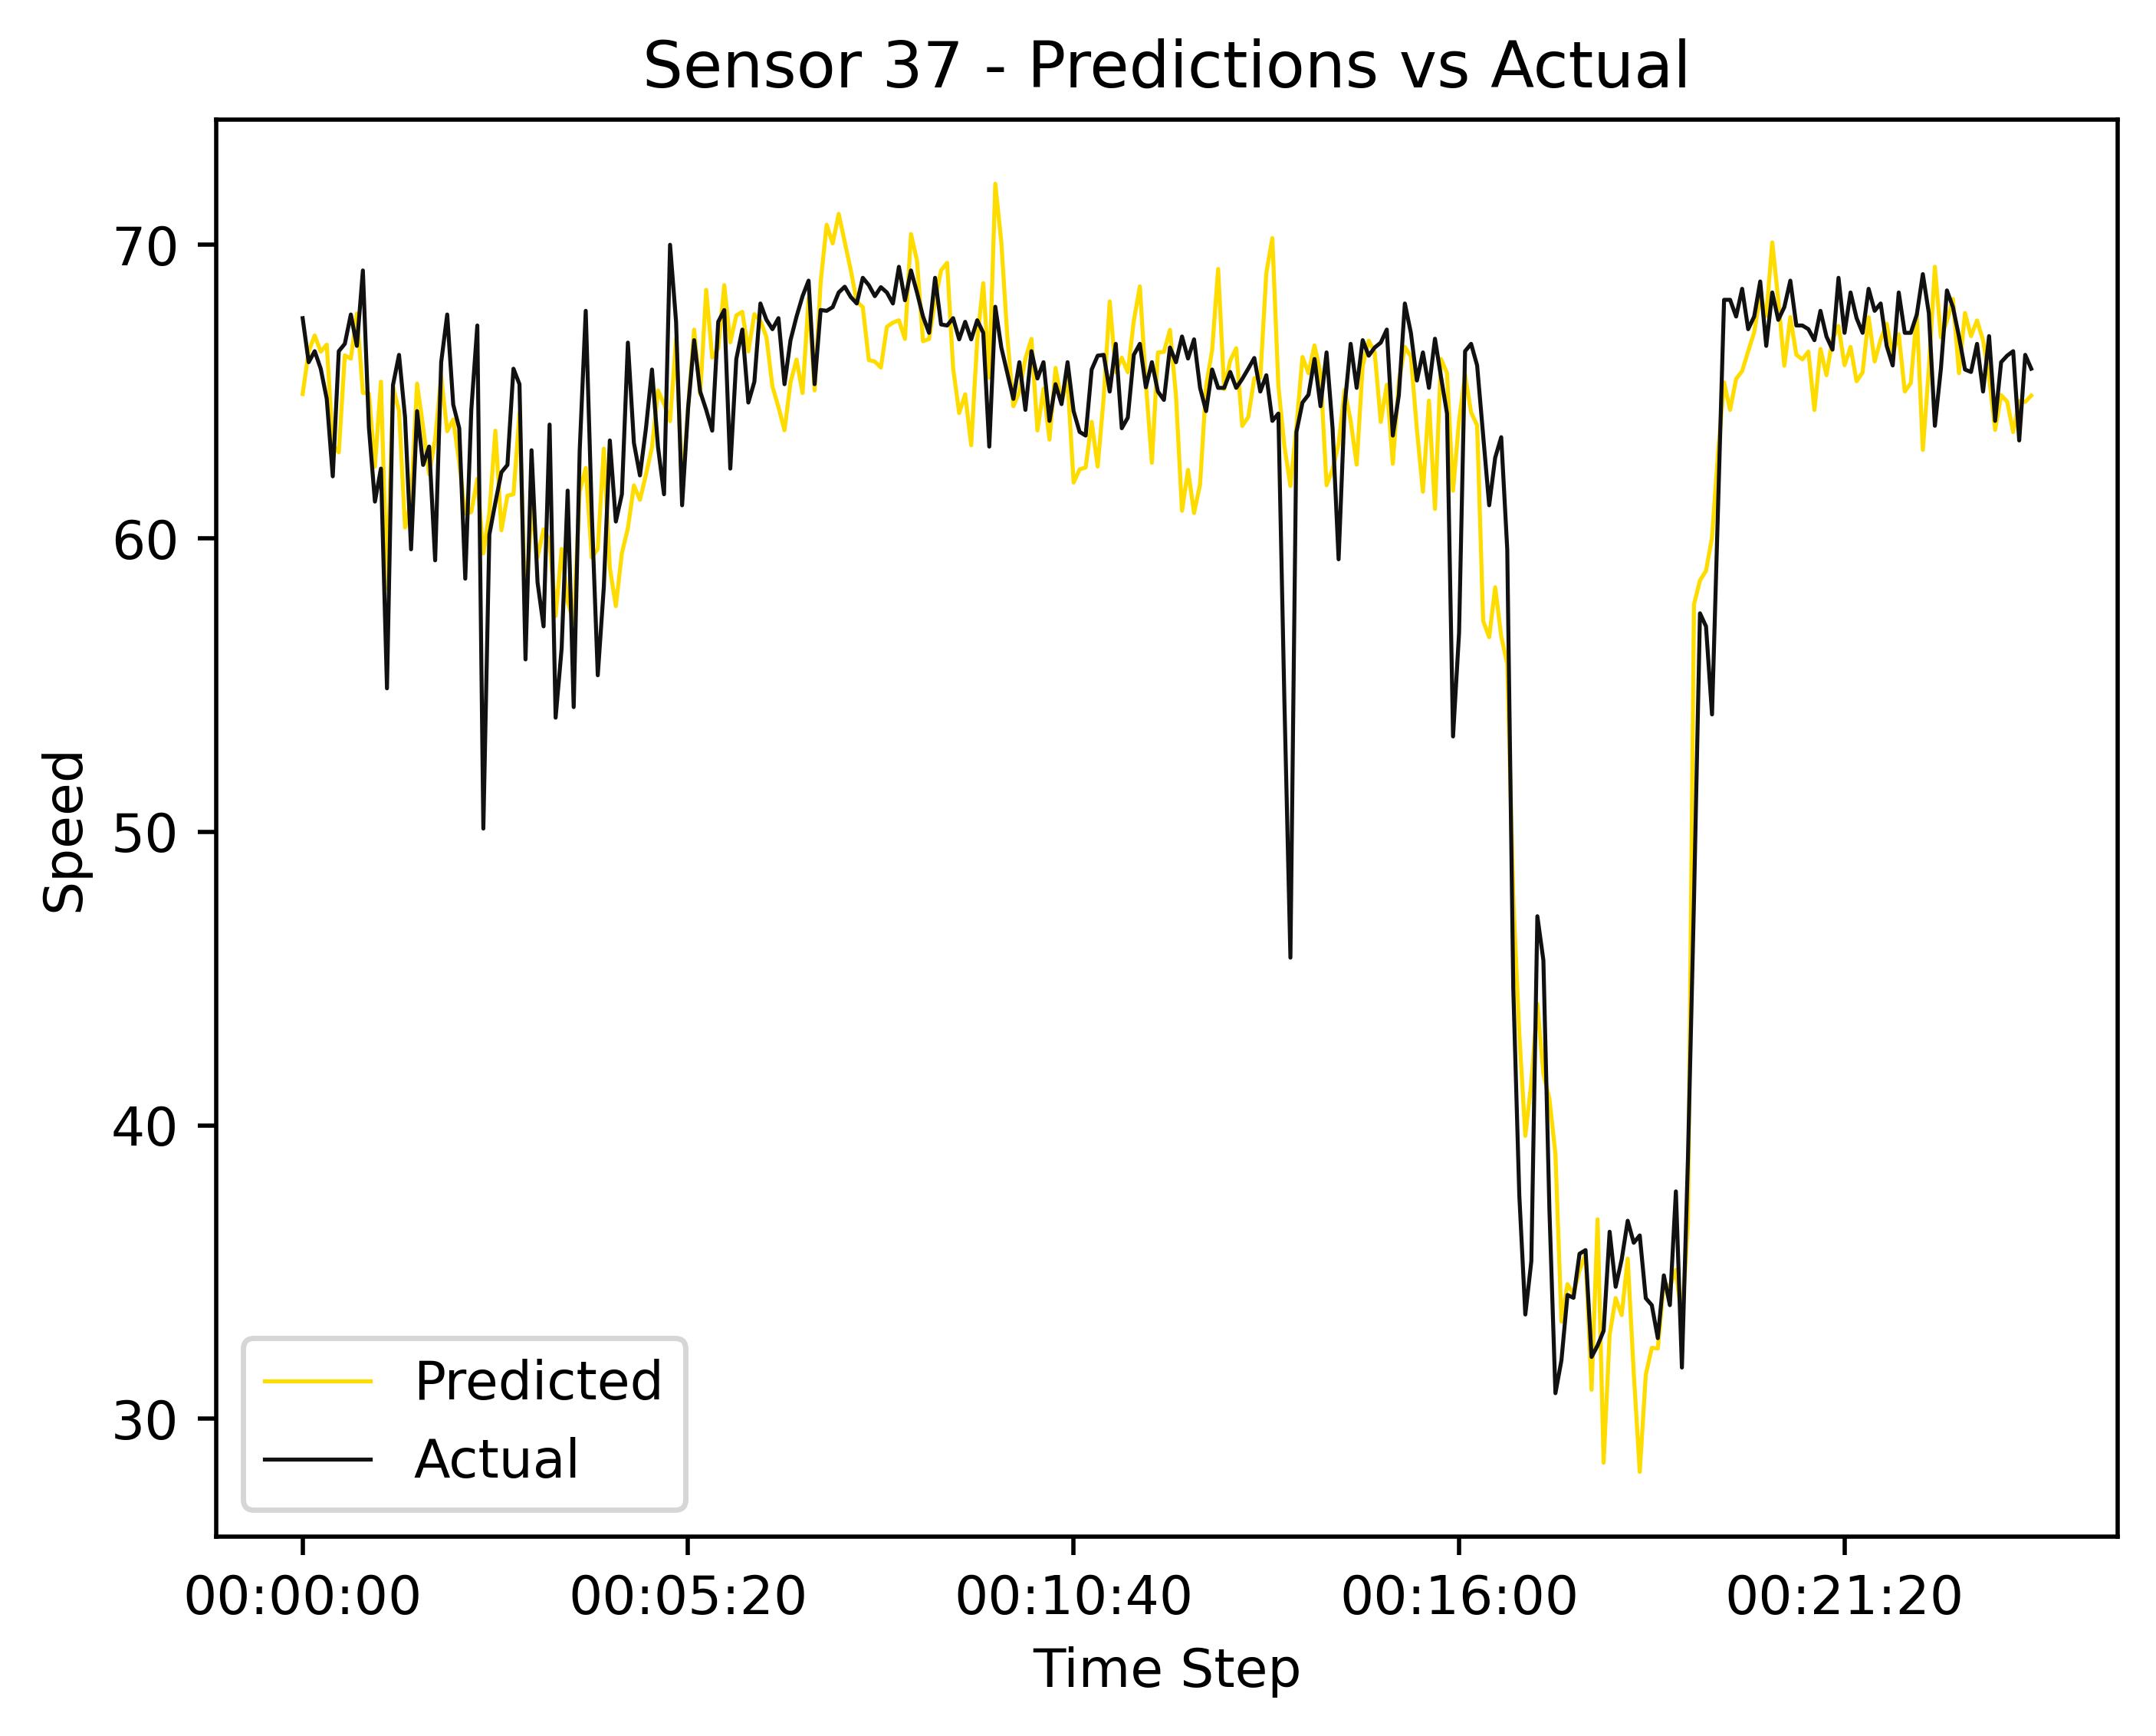 Sensor 37 - Predictions vs Actual
70
60
50
40
30
Speed
Predicted
Actual
00:00:00 00:05:20 00:10:40 00:16:00 00:21:20
Time Step